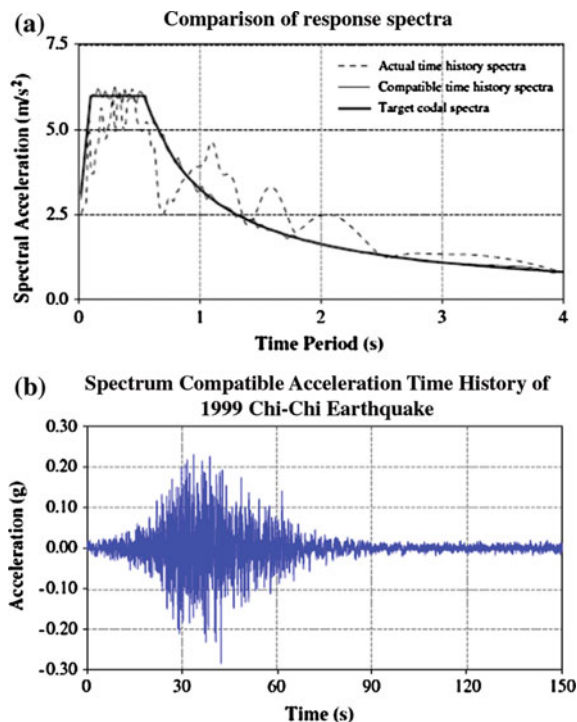 (a)
Comparison of response spectra
7.5
5.0
2.5
0.0
Spectral Acceleration (m/s²)
Actual time history spectra
Compatible time history spectra
Target codal spectra
0 1 2 3 4
Time Period (s)
(b)
Spectrum Compatible Acceleration Time History of
1999 Chi-Chi Earthquake
0.30
0.20
0.10
0.00
-0.10
-0.20
-0.30
Acceleration (g)
0 30 60 90 120 150
Time (s)